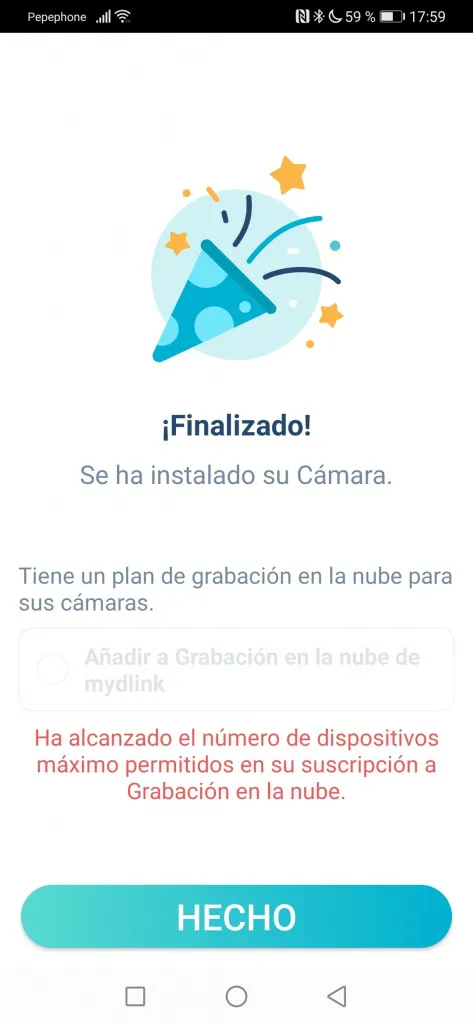 Pepephone 59 % 17:59
¡Finalizado!
Se ha instalado su Cámara.
Tiene un plan de grabación en la nube para
sus cámaras.
Añadir a Grabación en la nube de
mydlink
Ha alcanzado el número de dispositivos
máximo permitidos en su suscripción a
Grabación en la nube.
HECHO